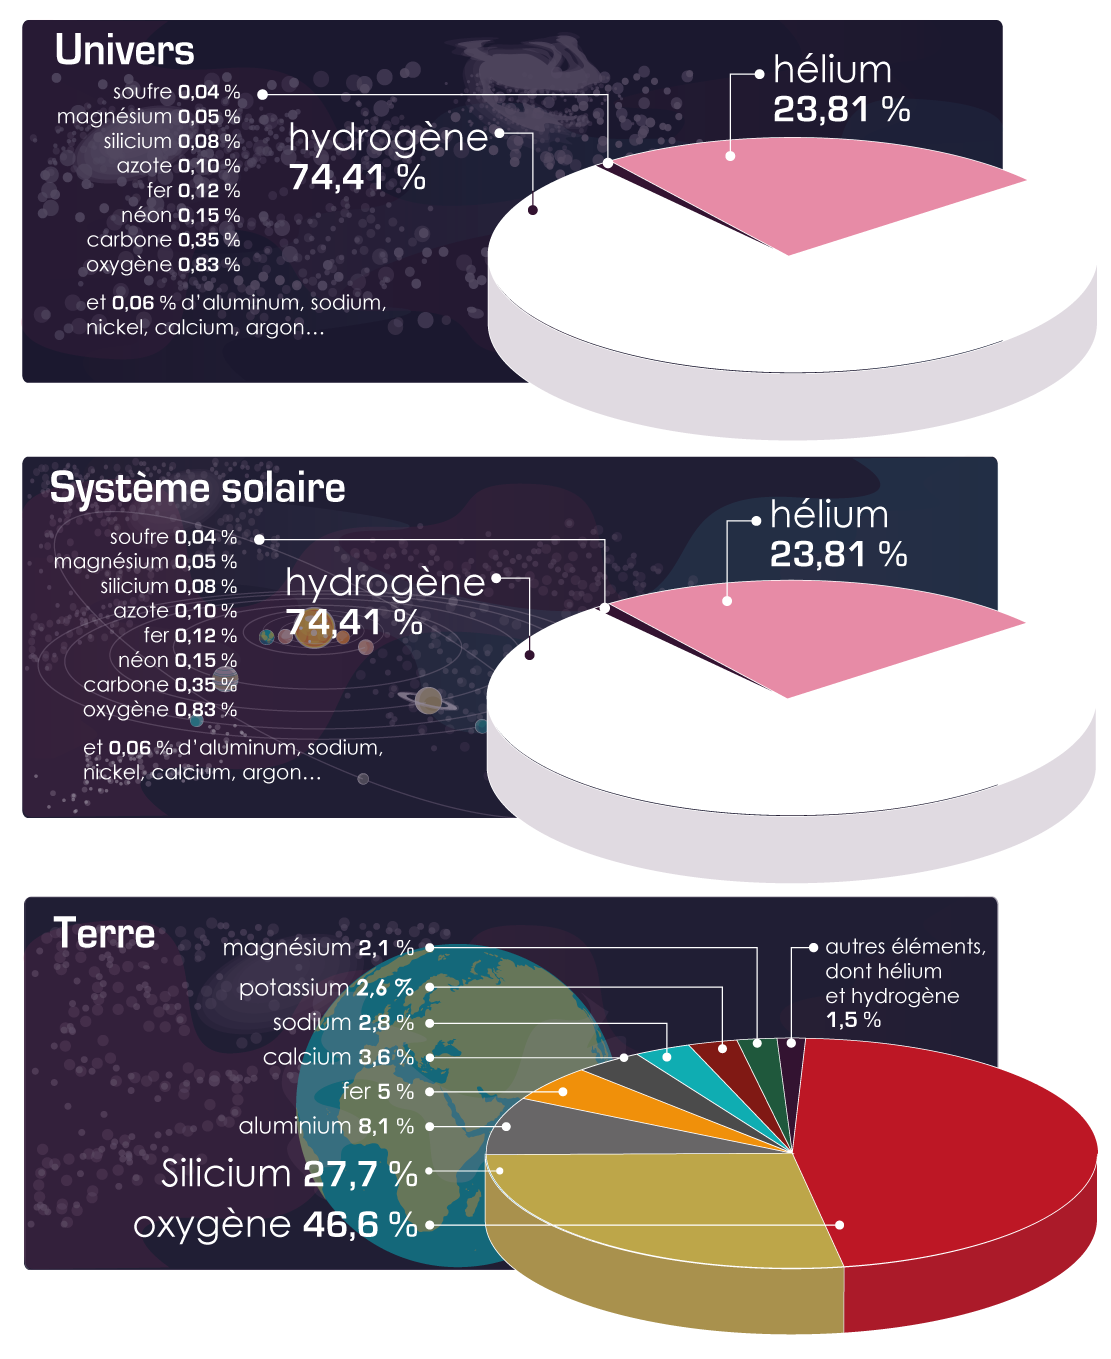 Univers
soufre 0,04 %
magnésium 0,05 %
silicium 0,08 %
azote 0,10 %
fer 0,12 %
néon 0,15 %
carbone 0,35 %
oxygène 0,83 %
et 0,06 % d'aluminum, sodium,
nickel, calcium, argon...
hydrogène
74,41 %
hélium
23,81 %
Système solaire
soufre 0,04 %
magnésium 0,05 %
silicium 0,08 %
azote 0,10 %
fer 0,12 %
néon 0,15 %
carbone 0,35 %
oxygène 0,83 %
et 0,06 % d'aluminum, sodium,
nickel, calcium, argon...
hydrogène
74,41 %
hélium
23,81 %
Terre
magnésium 2,1 %
potassium 2,6 %
sodium 2,8 %
calcium 3,6 %
fer 5 %
aluminium 8,1 %
Silicium 27,7 %
oxygène 46,6 %
autres éléments,
dont hélium
et hydrogène
1,5 %